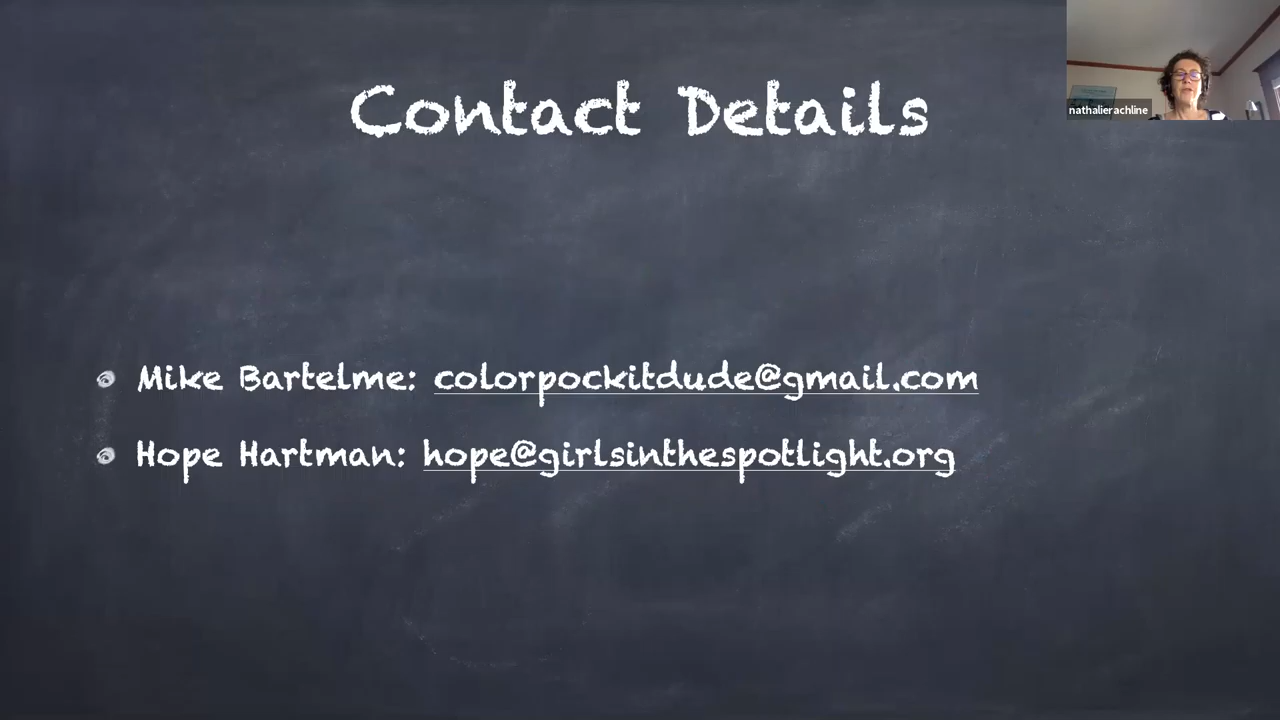 Contact Details
nathalierachline
Mike Bartelme: colorpockitdude@gmail.com
Hope Hartman: hope@girlsinthespotlight.org